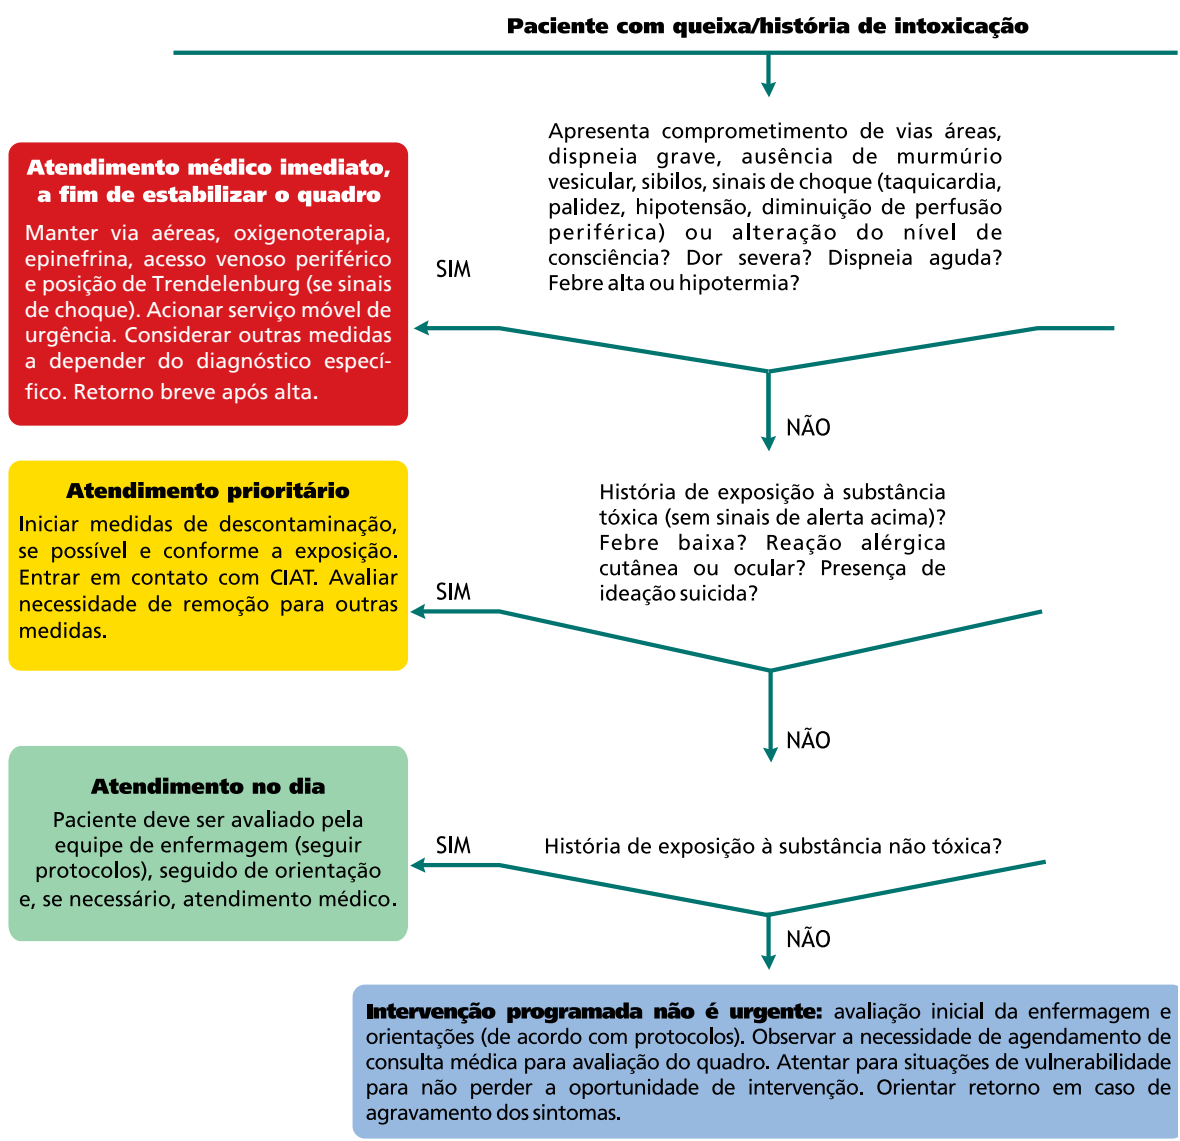 Paciente com queixa/história de intoxicação
Apresenta comprometimento de vias áreas,
dispneia grave, ausência de murmúrio
vesicular, sibilos, sinais de choque (taquicardia,
palidez, hipotensão, diminuição de perfusão
periférica) ou alteração do nível de
consciência? Dor severa? Dispneia aguda?
Febre alta ou hipotermia?
SIM
Atendimento médico imediato,
a fim de estabilizar o quadro
Manter via aéreas, oxigenoterapia,
epinefrina, acesso venoso periférico
e posição de Trendelenburg (se sinais
de choque). Acionar serviço móvel de
urgência. Considerar outras medidas
a depender do diagnóstico especí-
fico. Retorno breve após alta.
NÃO
História de exposição à substância
tóxica (sem sinais de alerta acima)?
Febre baixa? Reação alérgica
cutânea ou ocular? Presença de
ideação suicida?
SIM
Atendimento prioritário
Iniciar medidas de descontaminação,
se possível e conforme a exposição.
Entrar em contato com CIAT. Avaliar
necessidade de remoção para outras
medidas.
NÃO
História de exposição à substância não tóxica?
SIM
Atendimento no dia
Paciente deve ser avaliado pela
equipe de enfermagem (seguir
protocolos), seguido de orientação
e, se necessário, atendimento médico.
NÃO
Intervenção programada não é urgente: avaliação inicial da enfermagem e
orientações (de acordo com protocolos). Observar a necessidade de agendamento de
consulta médica para avaliação do quadro. Atentar para situações de vulnerabilidade
para não perder a oportunidade de intervenção. Orientar retorno em caso de
agravamento dos sintomas.